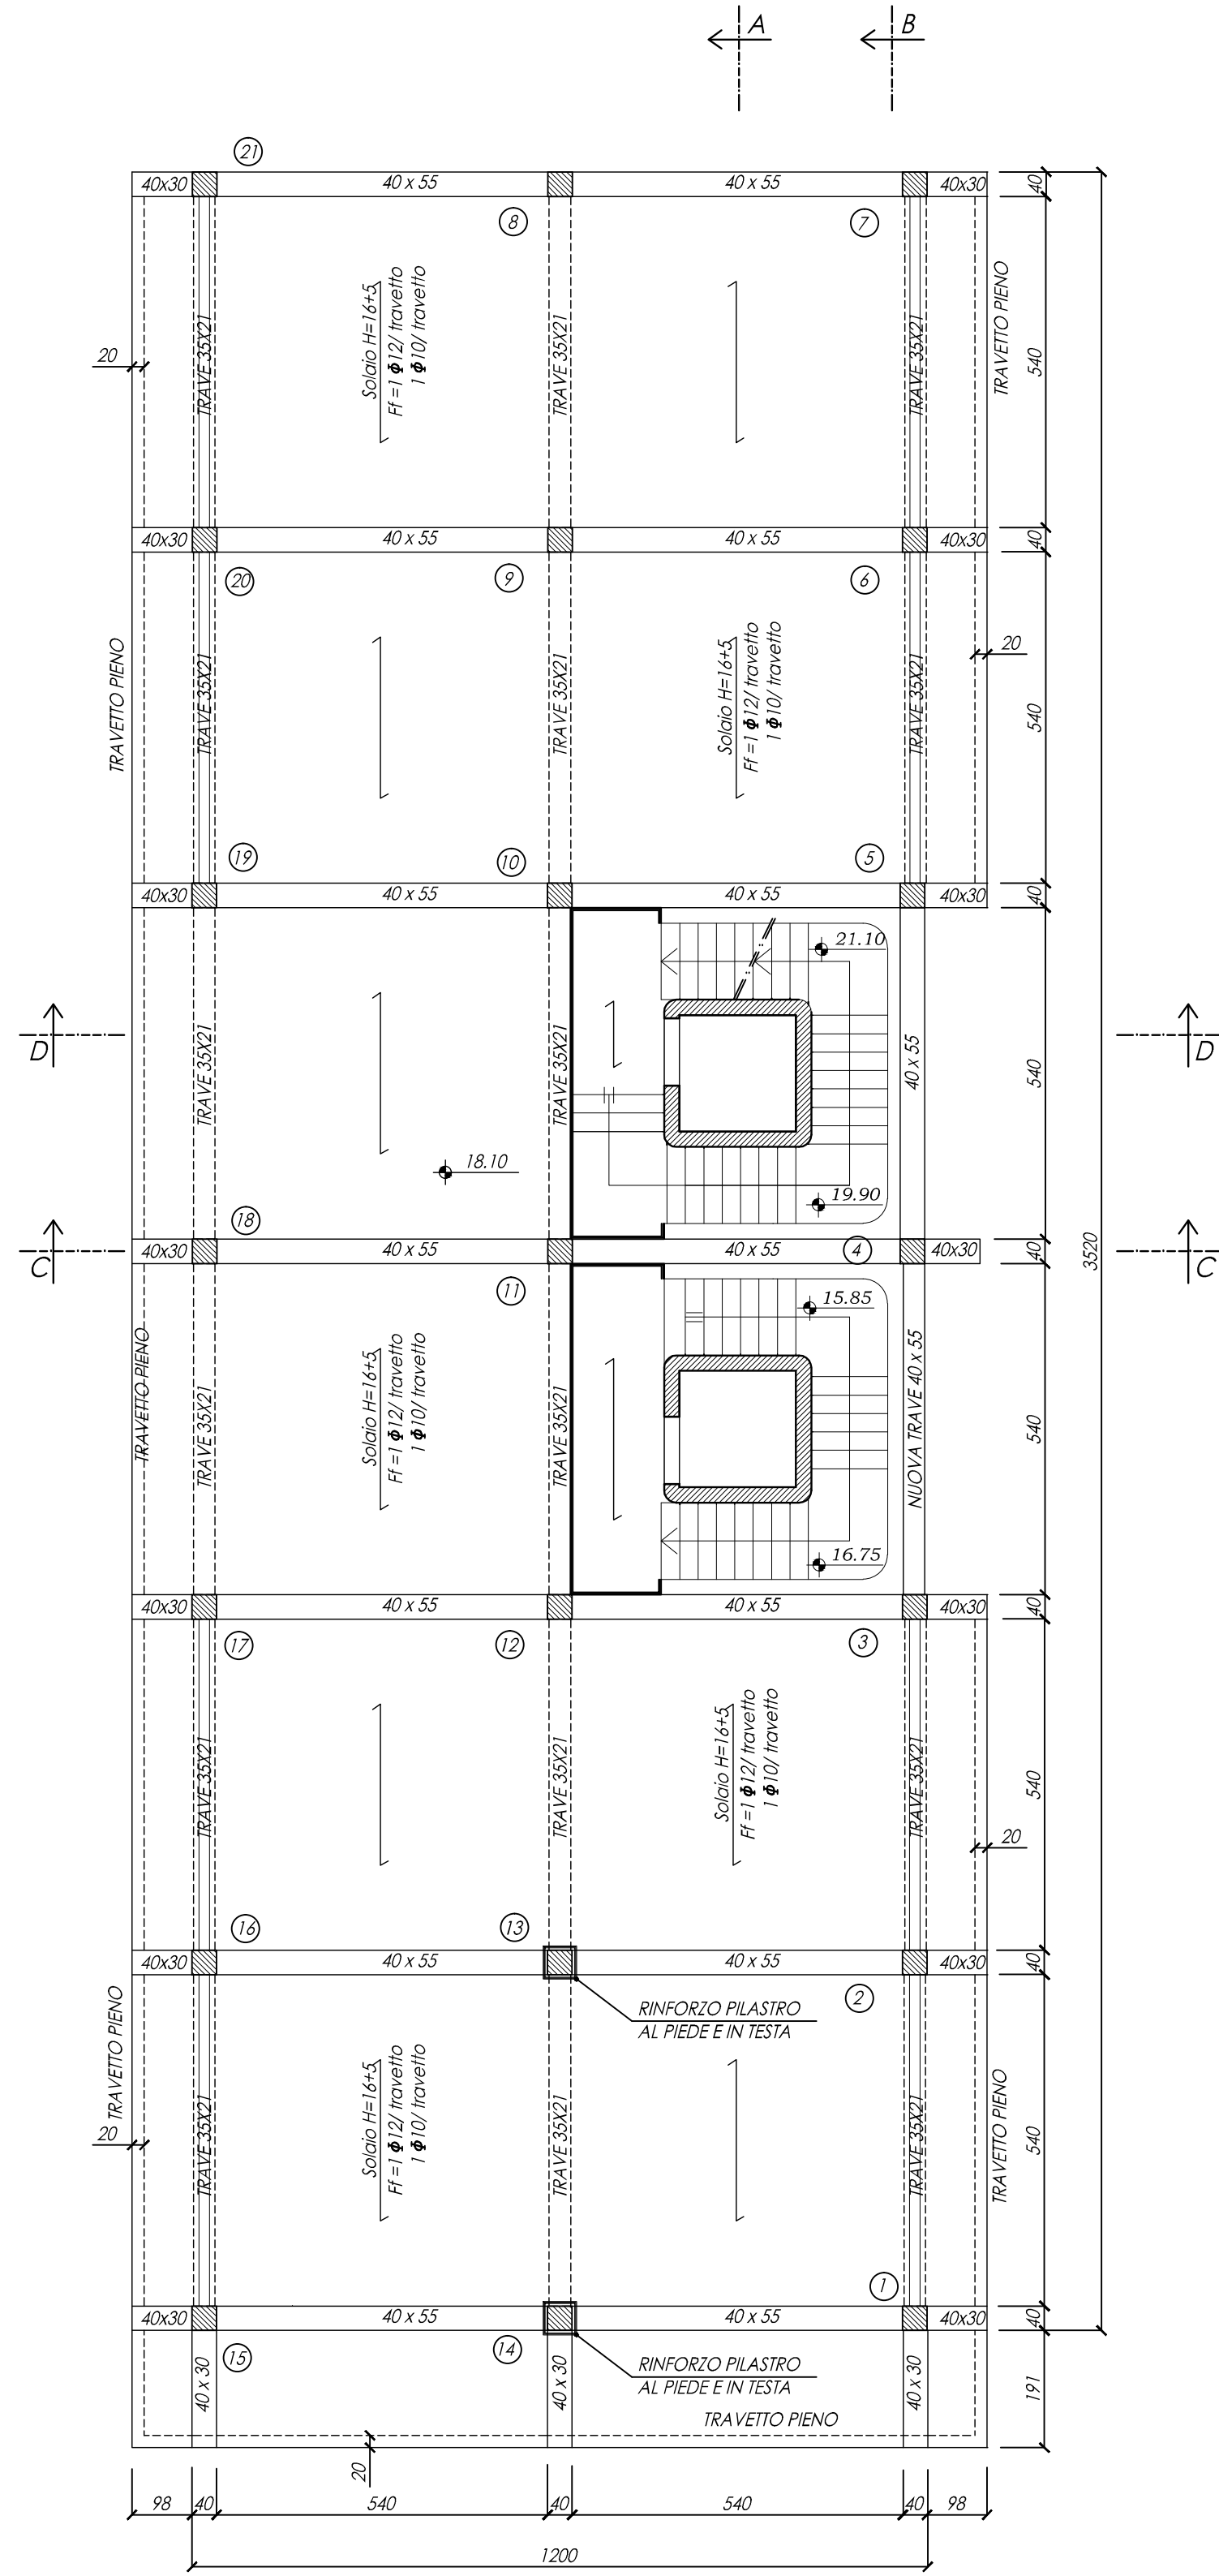 A
B
21
40x30
40 x 55
40 x 55
40x30
40
8
7
TRAVE 35X21
Solaio H=16+5
Ff =1 Φ12/ travetto
1 Φ10/ travetto
TRAVE 35X21
TRAVE 35X21
TRAVETTO PIENO
540
20
40x30
40 x 55
40 x 55
40x30
40
20
9
6
TRAVETTO PIENO
TRAVE 35X21
TRAVE 35X21
Solaio H=16+5
Ff =1 Φ12/ travetto
1 Φ10/ travetto
TRAVE 35X21
20
540
19
10
5
40x30
40 x 55
40 x 55
40x30
40
21.10
D
TRAVE 35X21
TRAVE 35X21
40 x 55
540
D
18.10
19.90
18
C
40x30
40 x 55
40 x 55
4
40x30
40
3520
C
11
15.85
TRAVETTO PIENO
TRAVE 35X21
Solaio H=16+5
Ff =1 Φ12/ travetto
1 Φ10/ travetto
TRAVE 35X21
NUOVA TRAVE 40 x 55
540
16.75
40x30
40 x 55
40 x 55
40x30
40
17
12
3
TRAVE 35X21
TRAVE 35X21
Solaio H=16+5
Ff =1 Φ12/ travetto
1 Φ10/ travetto
TRAVE 35X21
540
20
16
13
40x30
40 x 55
40 x 55
40x30
40
2
RINFORZO PILASTRO
AL PIEDE E IN TESTA
TRAVETTO PIENO
TRAVE 35X21
Solaio H=16+5
Ff =1 Φ12/ travetto
1 Φ10/ travetto
TRAVE 35X21
TRAVE 35X21
TRAVETTO PIENO
540
20
1
40x30
40 x 55
40 x 55
40x30
40
15
14
RINFORZO PILASTRO
AL PIEDE E IN TESTA
40 x 30
40 x 30
40 x 30
191
TRAVETTO PIENO
20
98
40
540
40
540
40
98
1200